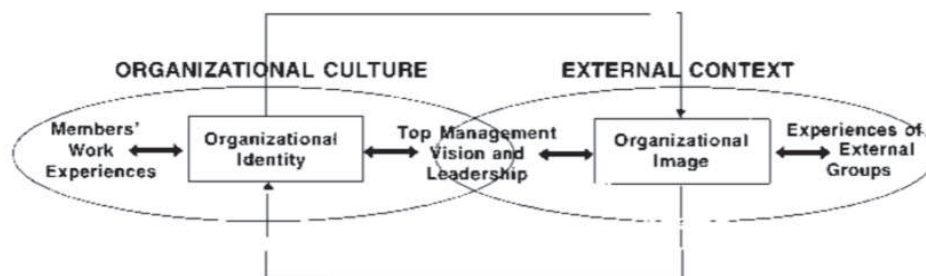 ORGANIZATIONAL CULTURE
EXTERNAL CONTEXT
Members'
Work
Experiences
Organizational
Identity
Top Management
Vision and
Leadership
Organizational
Image
Experiences of
External
Groups